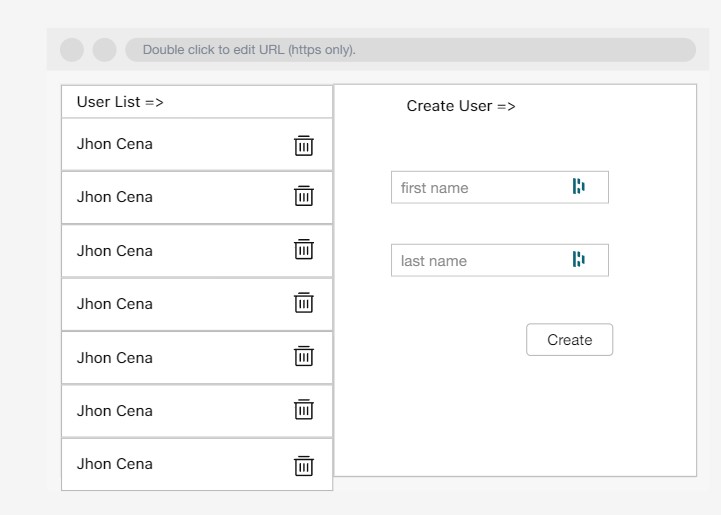 Double click to edit URL (https only).
User List =>
Create User =>
Jhon Cena
Jhon Cena
Jhon Cena
Jhon Cena
Jhon Cena
Jhon Cena
Jhon Cena
first name
last name
Create